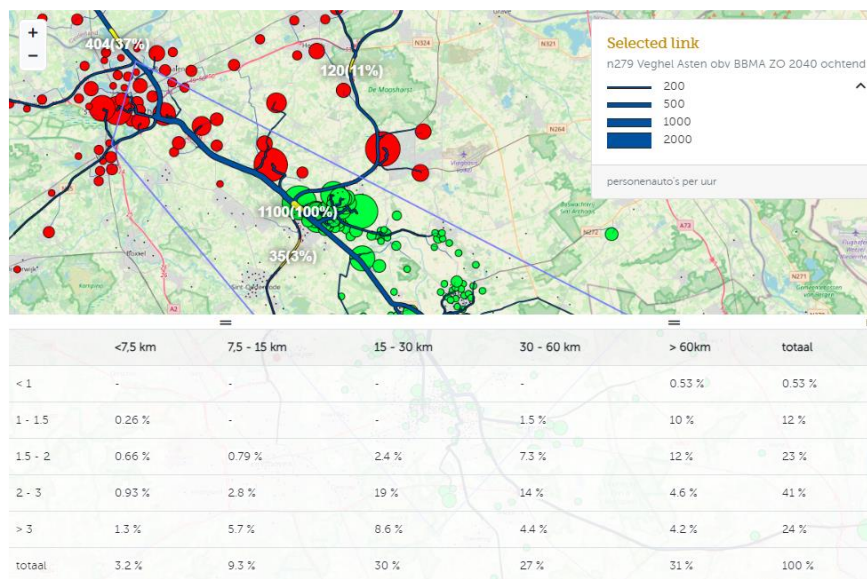 +
−
404(37%)
120(11%)
N324
N321
De Maashorst
N264
1100(100%)
35(3%)
N272
A73
N271
A2
Selected link
n279 Veghel Asten obv BBMA ZO 2040 ochtend
200
500
1000
2000
personenauto's per uur
<7,5 km 7,5 - 15 km 15 - 30 km 30 - 60 km > 60km totaal
< 1 - - - - 0.53 % 0.53 %
1 - 1.5 0.26 % - - 1.5 % 10 % 12 %
1.5 - 2 0.66 % 0.79 % 2.4 % 7.3 % 12 % 23 %
2 - 3 0.93 % 2.8 % 19 % 14 % 4.6 % 41 %
> 3 1.3 % 5.7 % 8.6 % 4.4 % 4.2 % 24 %
totaal 3.2 % 9.3 % 30 % 27 % 31 % 100 %